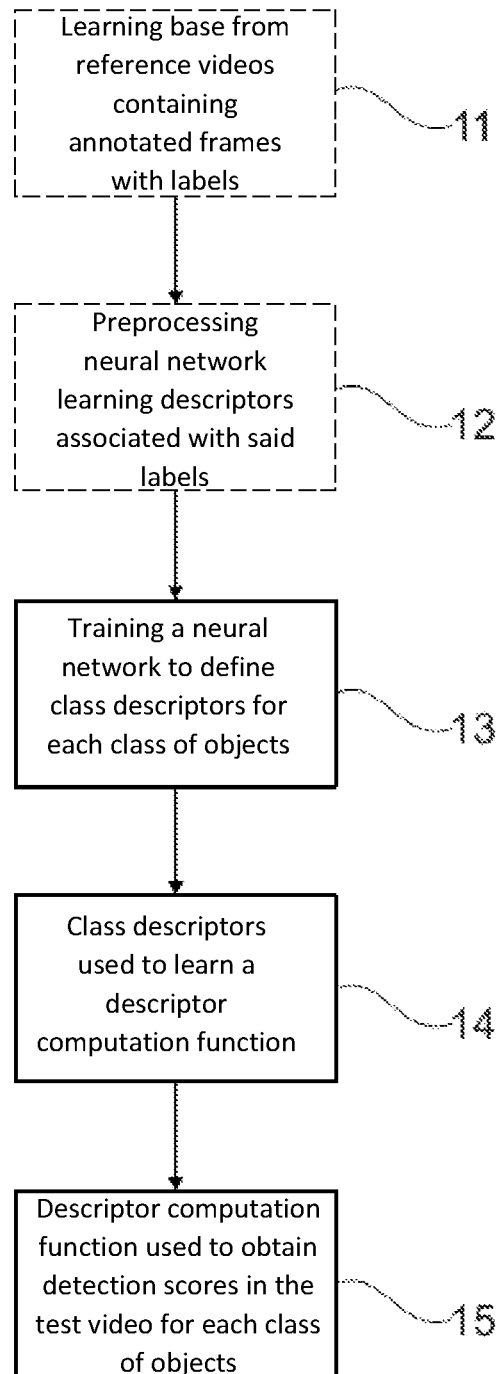 Learning base from
reference videos
containing
annotated frames
with labels
11
Preprocessing
neural network
learning descriptors
associated with said
labels
12
Training a neural
network to define
class descriptors for
each class of objects
13
Class descriptors
used to learn a
descriptor
computation function
14
Descriptor computation
function used to obtain
detection scores in the
test video for each class
of objects
15